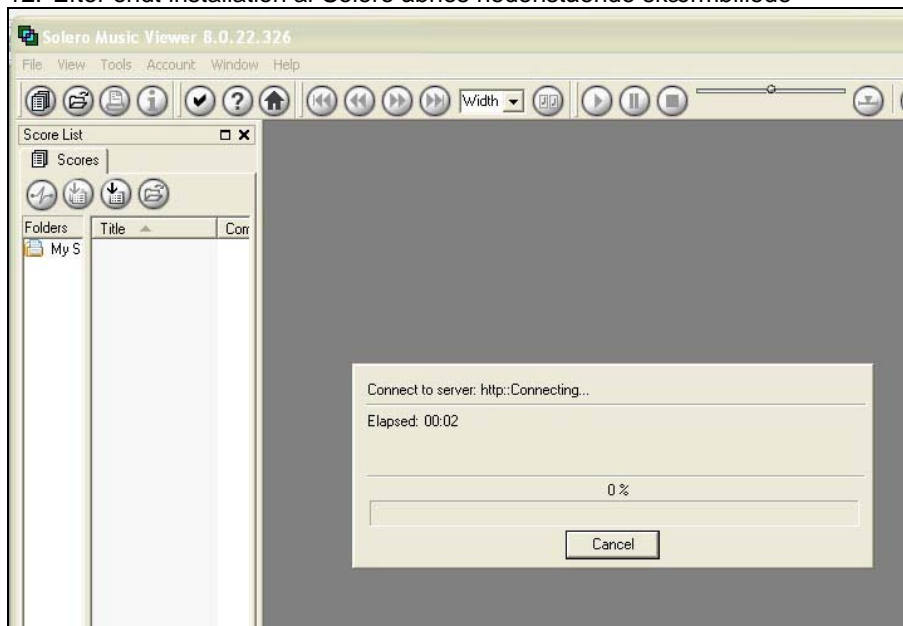 12. Efter endt installation af Solero åbnes nedenstående skærmbillede
Solero Music Viewer 8.0.22.326
File View Tools Account Window Help
Width
Score List
Scores
Folders Title Com
My S
Connect to server: http::Connecting...
Elapsed: 00:02
0 %
Cancel